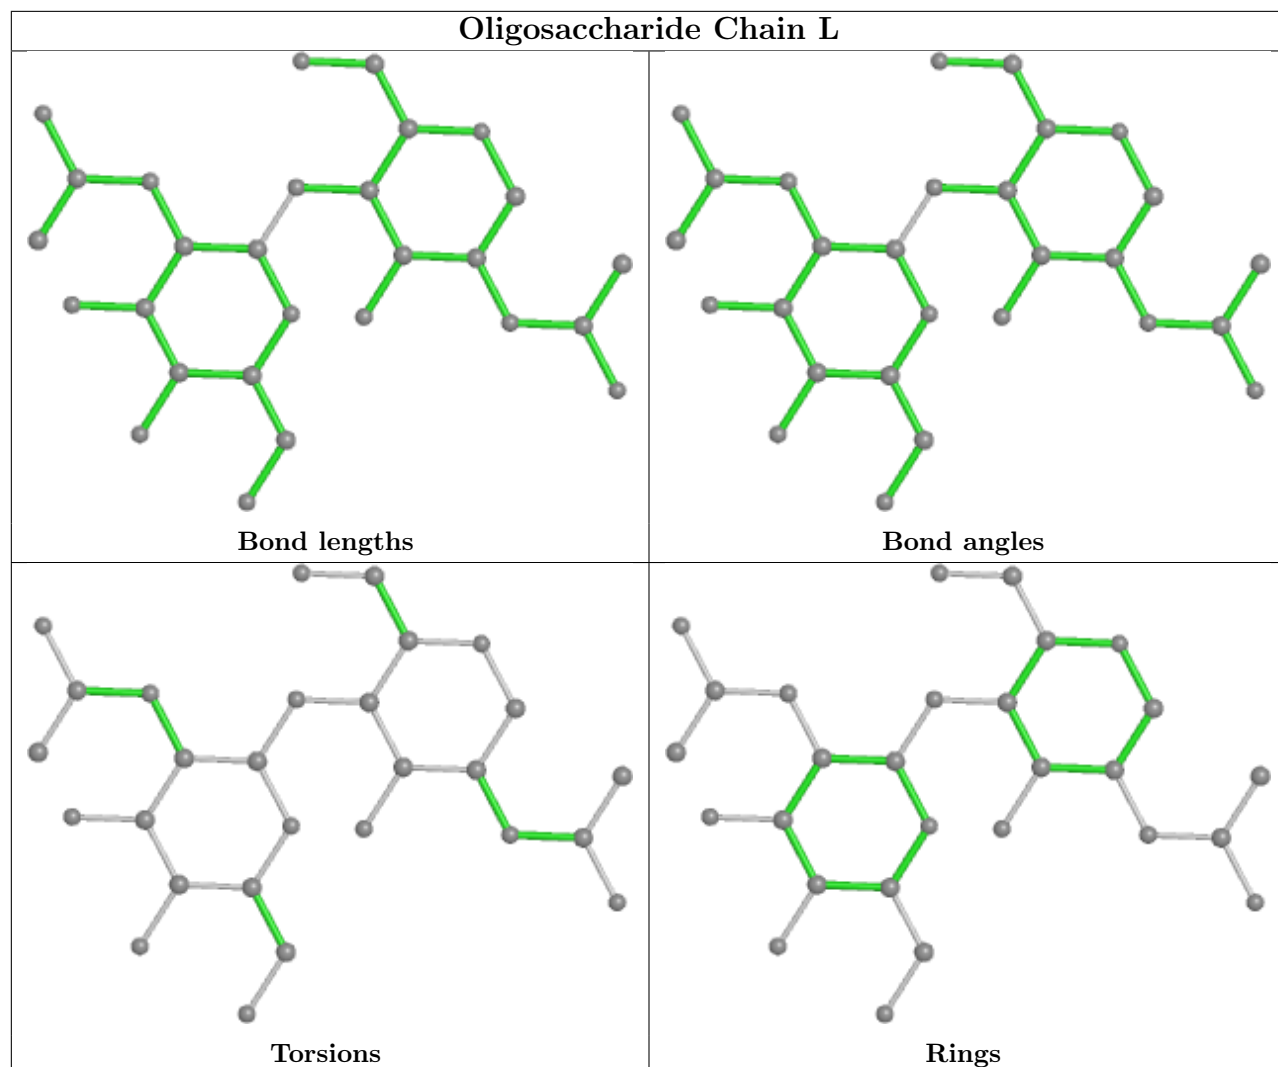 Oligosaccharide Chain L
Bond lengths
Bond angles
Torsions
Rings